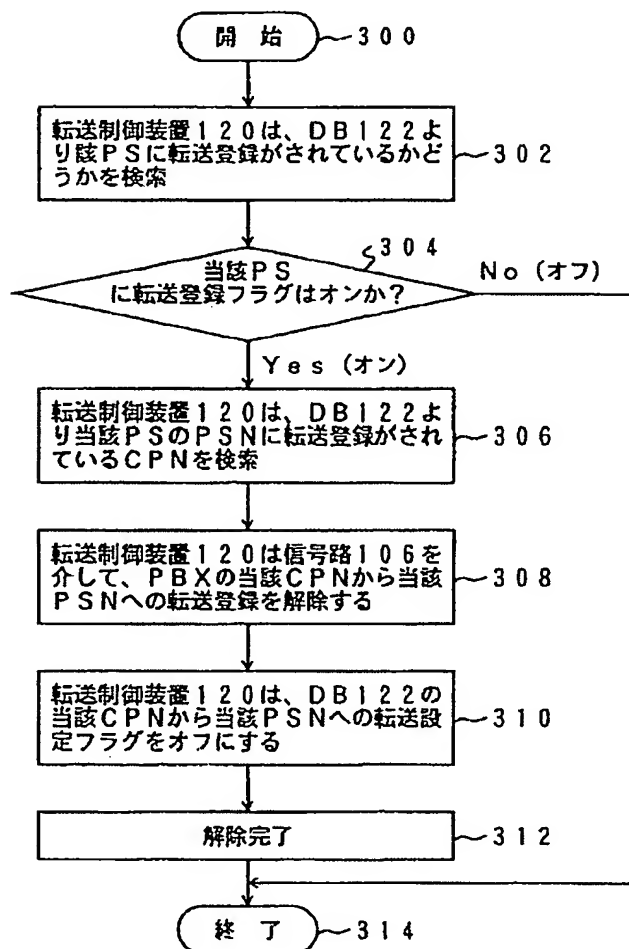 開 始
300
転送制御装置120は、DB122よ
り該PSに転送登録がされているかど
うかを検索
302
304
当該PS
に転送登録フラグはオンか?
No (オフ)
Yes (オン)
転送制御装置120は、DB122よ
り当該PSのPSNに転送登録がされ
ているCPNを検索
306
転送制御装置120は信号路106を
介して、PBXの当該CPNから当該
PSNへの転送登録を解除する
308
転送制御装置120は、DB122の
当該CPNから当該PSNへの転送設
定フラグをオフにする
310
解除完了
312
終 了
314